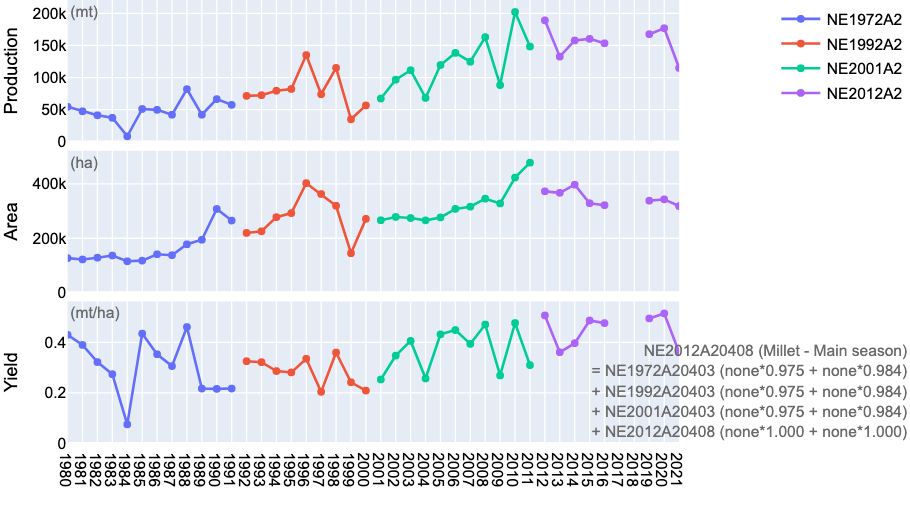 (mt)
Production
200k
150k
100k
50k
0
NE1972A2
NE1992A2
NE2001A2
NE2012A2
(ha)
Area
400k
200k
0
(mt/ha)
Yield
0.4
0.2
0
NE2012A20408 (Millet - Main season)
= NE1972A20403 (none*0.975 + none*0.984)
+ NE1992A20403 (none*0.975 + none*0.984)
+ NE2001A20403 (none*0.975 + none*0.984)
+ NE2012A20408 (none*1.000 + none*1.000)
1980
1981
1982
1983
1984
1985
1986
1987
1988
1989
1990
1991
1992
1993
1994
1995
1996
1997
1998
1999
2000
2001
2002
2003
2004
2005
2006
2007
2008
2009
2010
2011
2012
2013
2014
2015
2016
2017
2018
2019
2020
2021